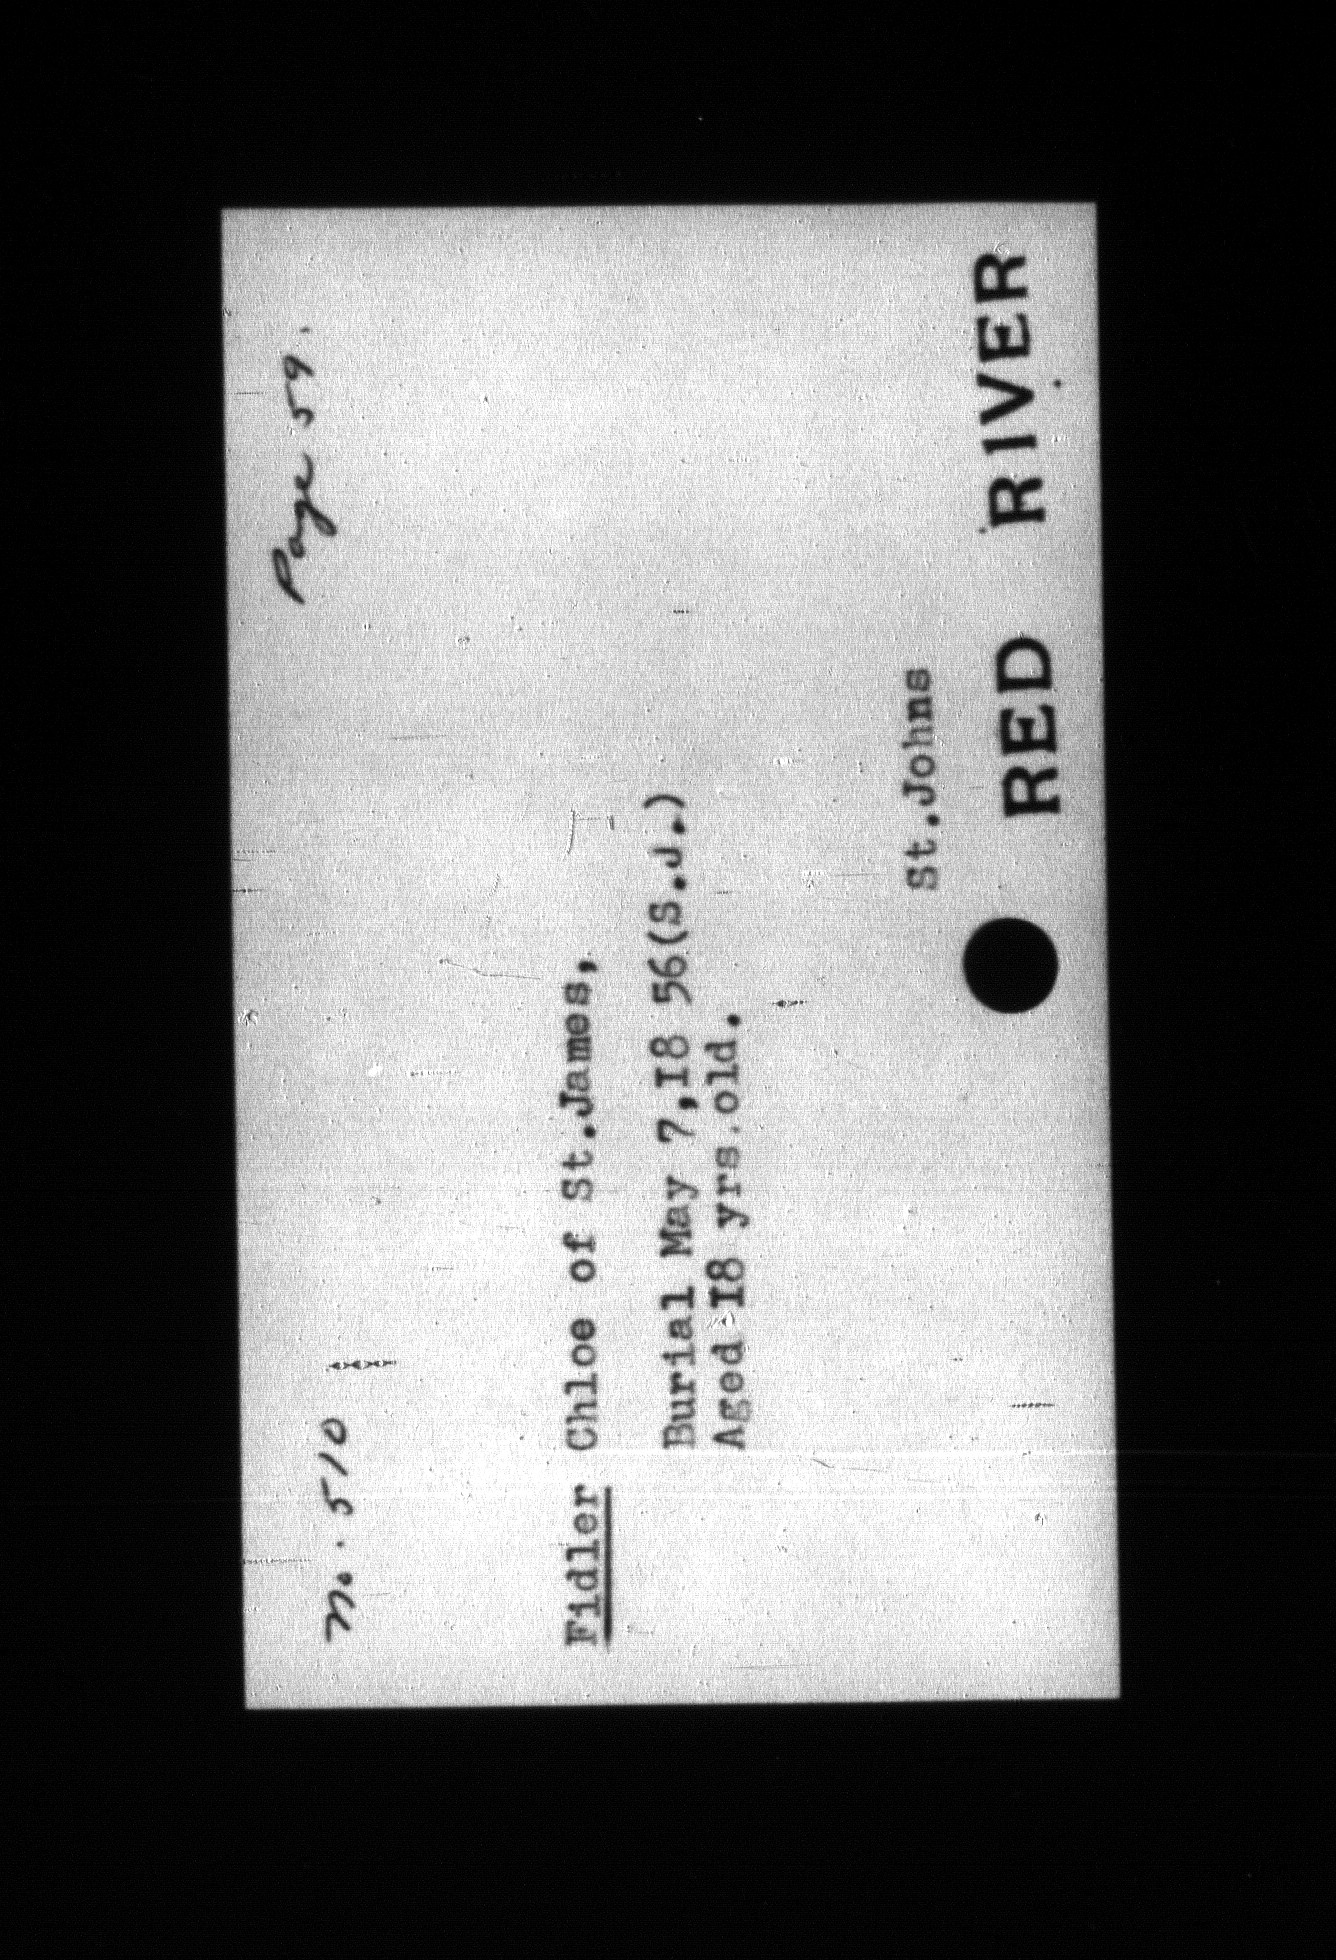 No. 510
Page 59.
Fidler Chloe of St.James,
Burial May 7,I8 56(S.J.)
Aged I8 yrs.old.
St.Johns
RED RIVER